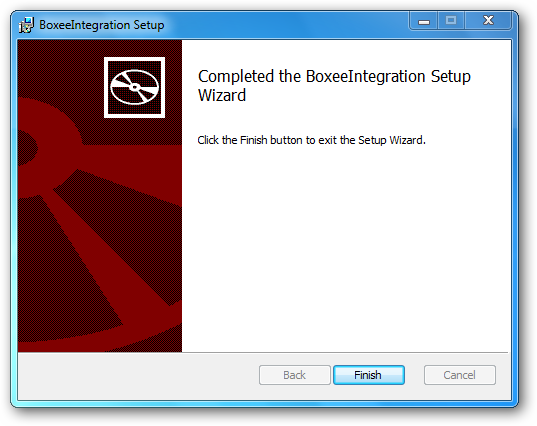 BoxeeIntegration Setup
Completed the BoxeeIntegration Setup
Wizard
Click the Finish button to exit the Setup Wizard.
Back
Finish
Cancel